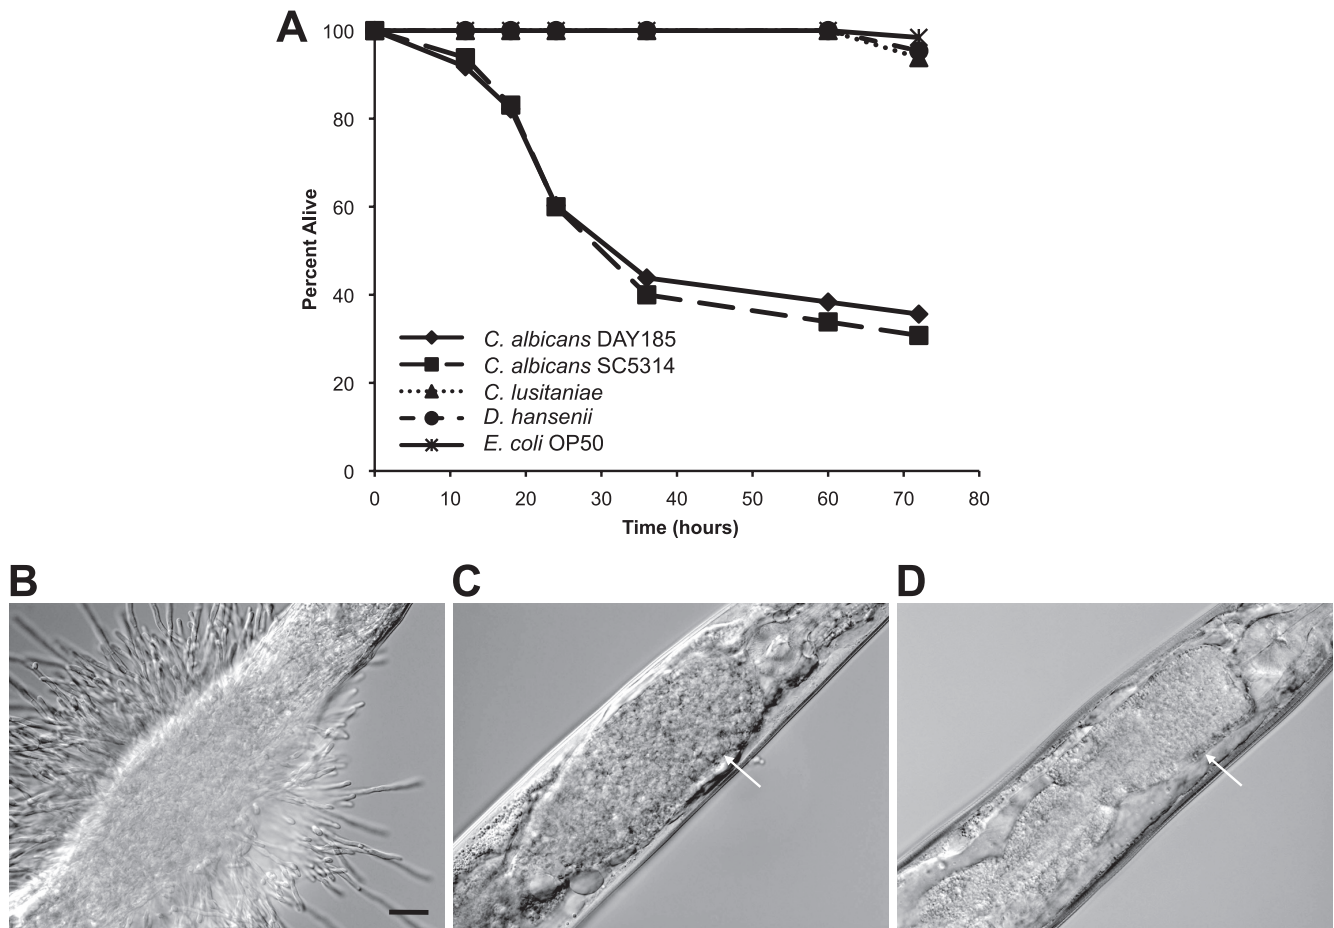 A
100
80
60
40
20
0
Percent Alive
C. albicans DAY185
C. albicans SC5314
C. lusitaniae
D. hansenii
E. coli OP50
0 10 20 30 40 50 60 70 80
Time (hours)
B C D